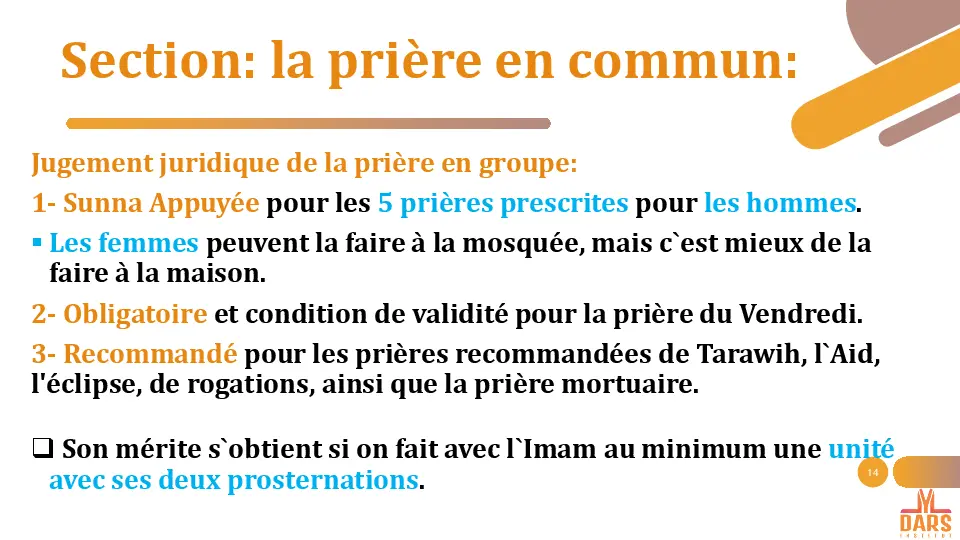 Section: la prière en commun:
Jugement juridique de la prière en groupe:
1- Sunna Appuyée pour les 5 prières prescrites pour les hommes.
▪ Les femmes peuvent la faire à la mosquée, mais c`est mieux de la
faire à la maison.
2- Obligatoire et condition de validité pour la prière du Vendredi.
3- Recommandé pour les prières recommandées de Tarawih, l`Aid,
l'éclipse, de rogations, ainsi que la prière mortuaire.
❑ Son mérite s`obtient si on fait avec l`Imam au minimum une unité
avec ses deux prosternations.
14
DARS
INSTITUT